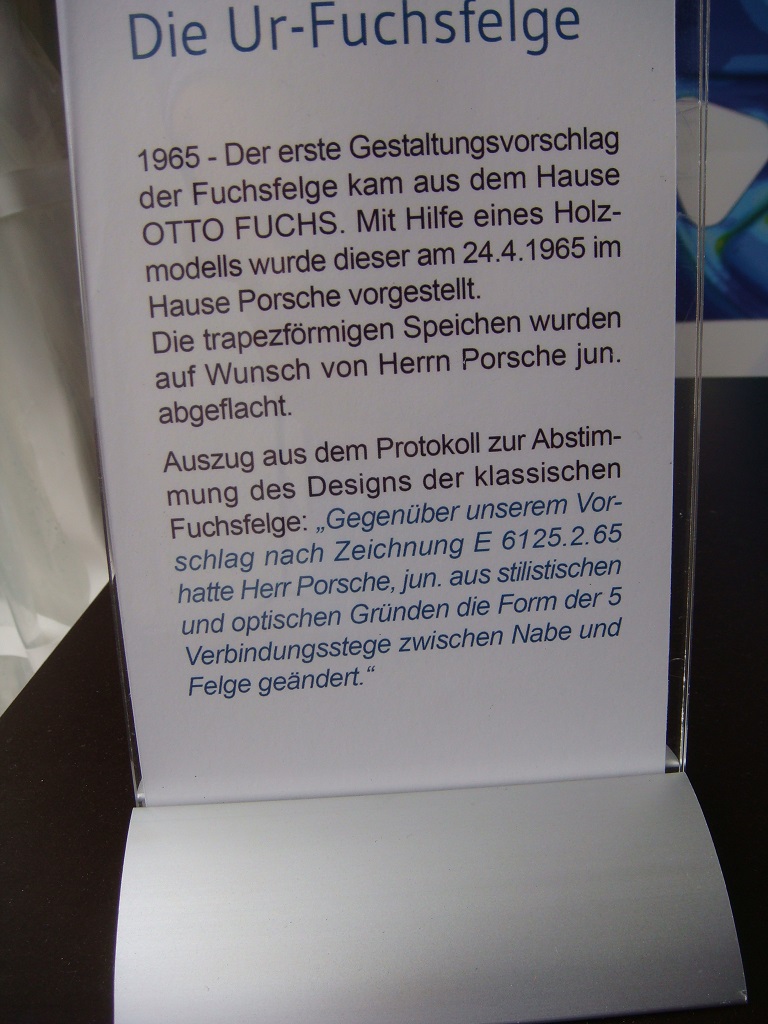 Die Ur-Fuchsfelge
1965 - Der erste Gestaltungsvorschlag
der Fuchsfelge kam aus dem Hause
OTTO FUCHS. Mit Hilfe eines Holz-
modells wurde dieser am 24.4.1965 im
Hause Porsche vorgestellt.
Die trapezförmigen Speichen wurden
auf Wunsch von Herrn Porsche jun.
abgeflacht.
Auszug aus dem Protokoll zur Abstim-
mung des Designs der klassischen
Fuchsfelge: „Gegenüber unserem Vor-
schlag nach Zeichnung E 6125.2.65
hatte Herr Porsche, jun. aus stilistischen
und optischen Gründen die Form der 5
Verbindungsstege zwischen Nabe und
Felge geändert.“